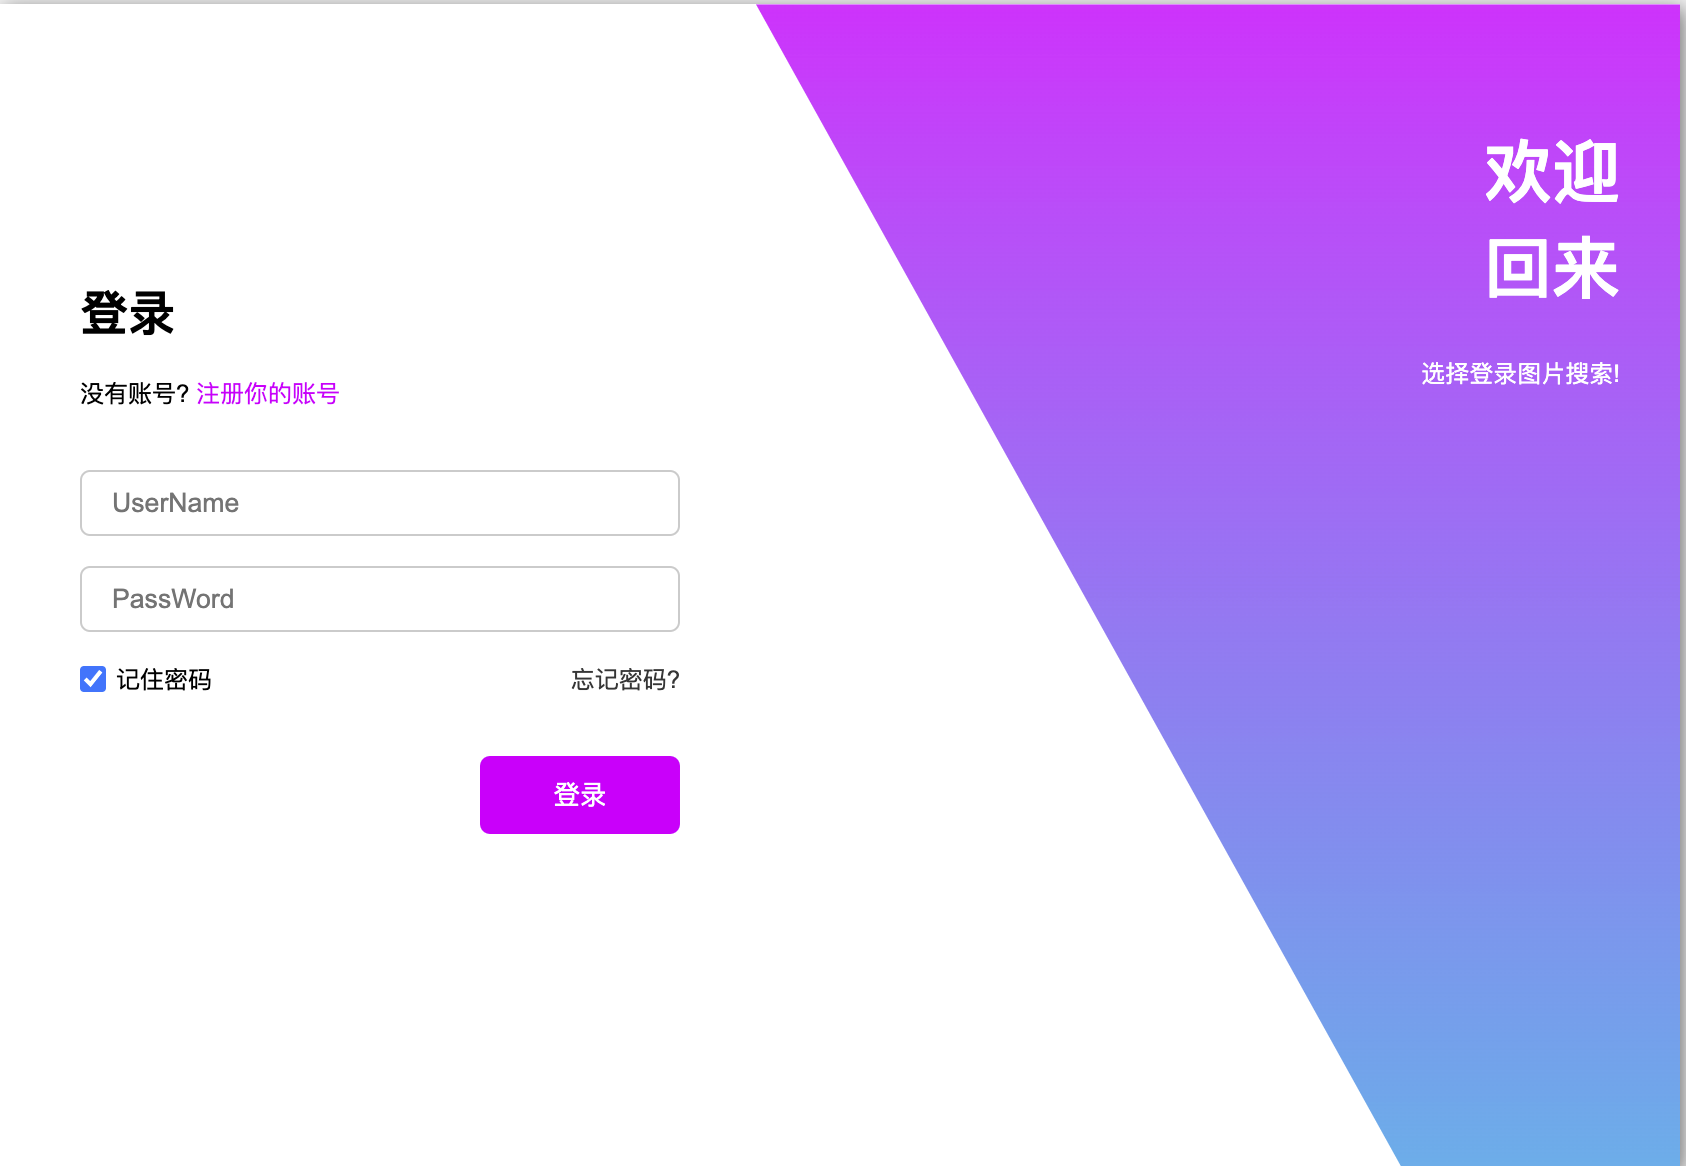 登录
没有账号? 注册你的账号
UserName
PassWord
记住密码
忘记密码?
登录
欢迎
回来
选择登录图片搜索!